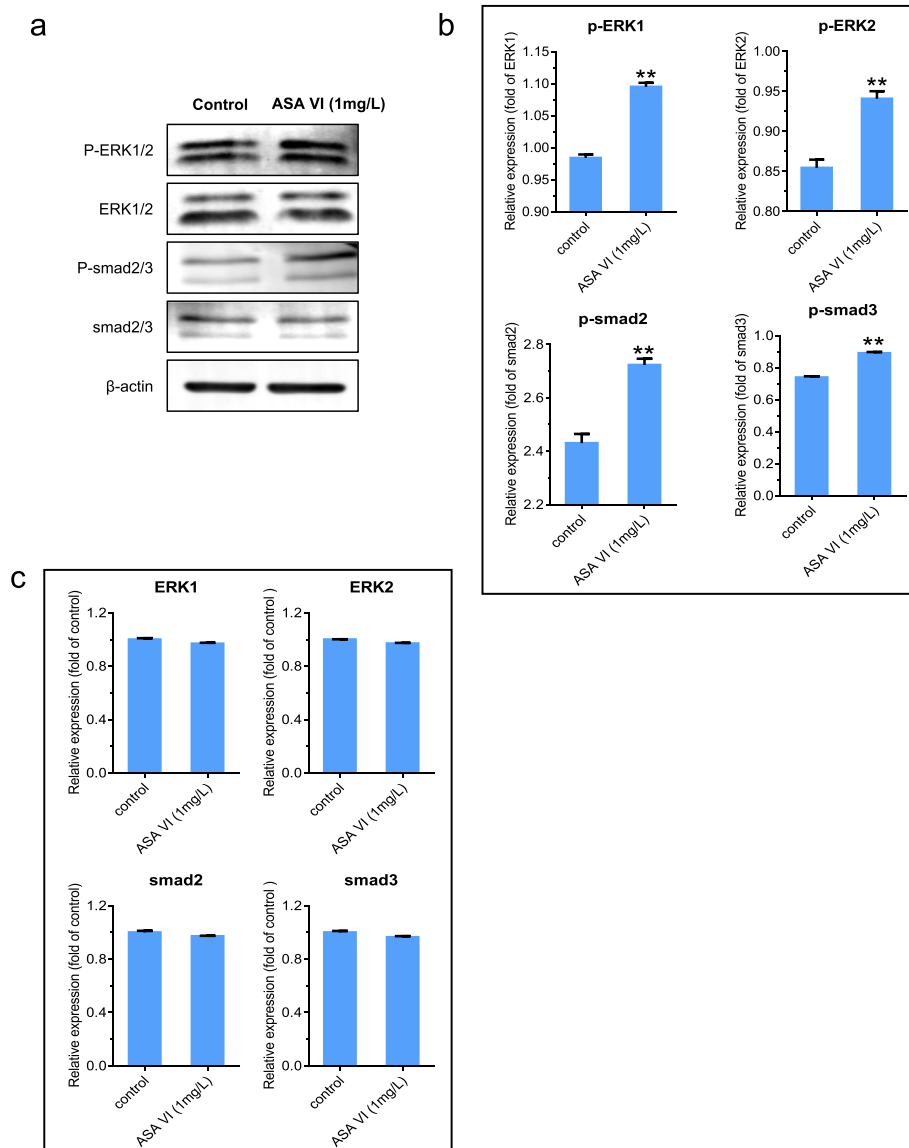 a
Control
ASA VI (1mg/L)
P-ERK1/2
ERK1/2
P-smad2/3
smad2/3
β-actin
b
p-ERK1
Relative expression (fold of ERK1)
1.15
1.10
1.05
1.00
0.95
0.90
**
control
ASA VI (1mg/L)
p-ERK2
Relative expression (fold of ERK2)
1.00
0.95
0.90
0.85
0.80
**
control
ASA VI (1mg/L)
p-smad2
Relative expression (fold of smad2)
2.8
2.6
2.4
2.2
**
control
ASA VI (1mg/L)
p-smad3
Relative expression (fold of smad3)
1.0
0.8
0.6
0.4
0.2
0.0
**
control
ASA VI (1mg/L)
c
ERK1
Relative expression (fold of control)
1.2
0.8
0.4
0.0
control
ASA VI (1mg/L)
ERK2
Relative expression (fold of control )
1.2
0.8
0.4
0.0
control
ASA VI (1mg/L)
smad2
Relative expression (fold of control )
1.2
0.8
0.4
0.0
control
ASA VI (1mg/L)
smad3
Relative expression (fold of control )
1.2
0.8
0.4
0.0
control
ASA VI (1mg/L)